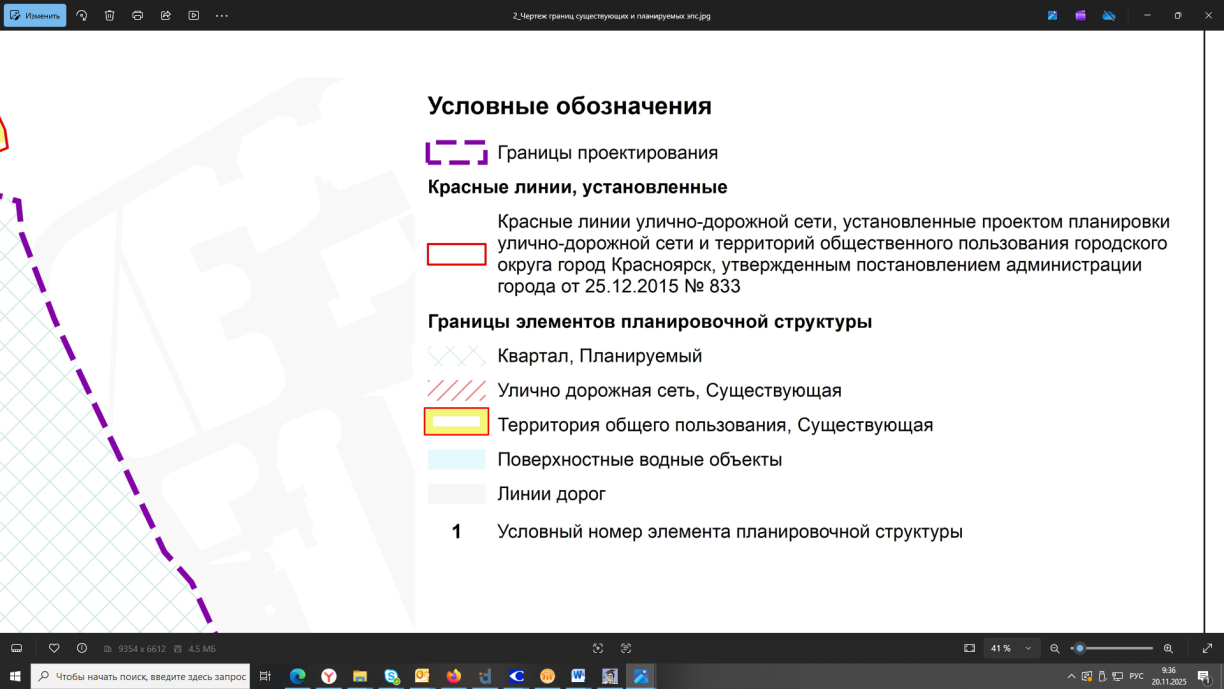 Изменить
2_Чертеж границ существующих и планируемых эпс.jpg
Условные обозначения
Границы проектирования
Красные линии, установленные
Красные линии улично-дорожной сети, установленные проектом планировки
улично-дорожной сети и территорий общественного пользования городского
округа город Красноярск, утвержденным постановлением администрации
города от 25.12.2015 № 833
Границы элементов планировочной структуры
Квартал, Планируемый
Улично дорожная сеть, Существующая
Территория общего пользования, Существующая
Поверхностные водные объекты
Линии дорог
1 Условный номер элемента планировочной структуры
9354 x 6612 4.5 МБ
41 %
Чтобы начать поиск, введите здесь запрос
РУС
9:36
20.11.2025
1